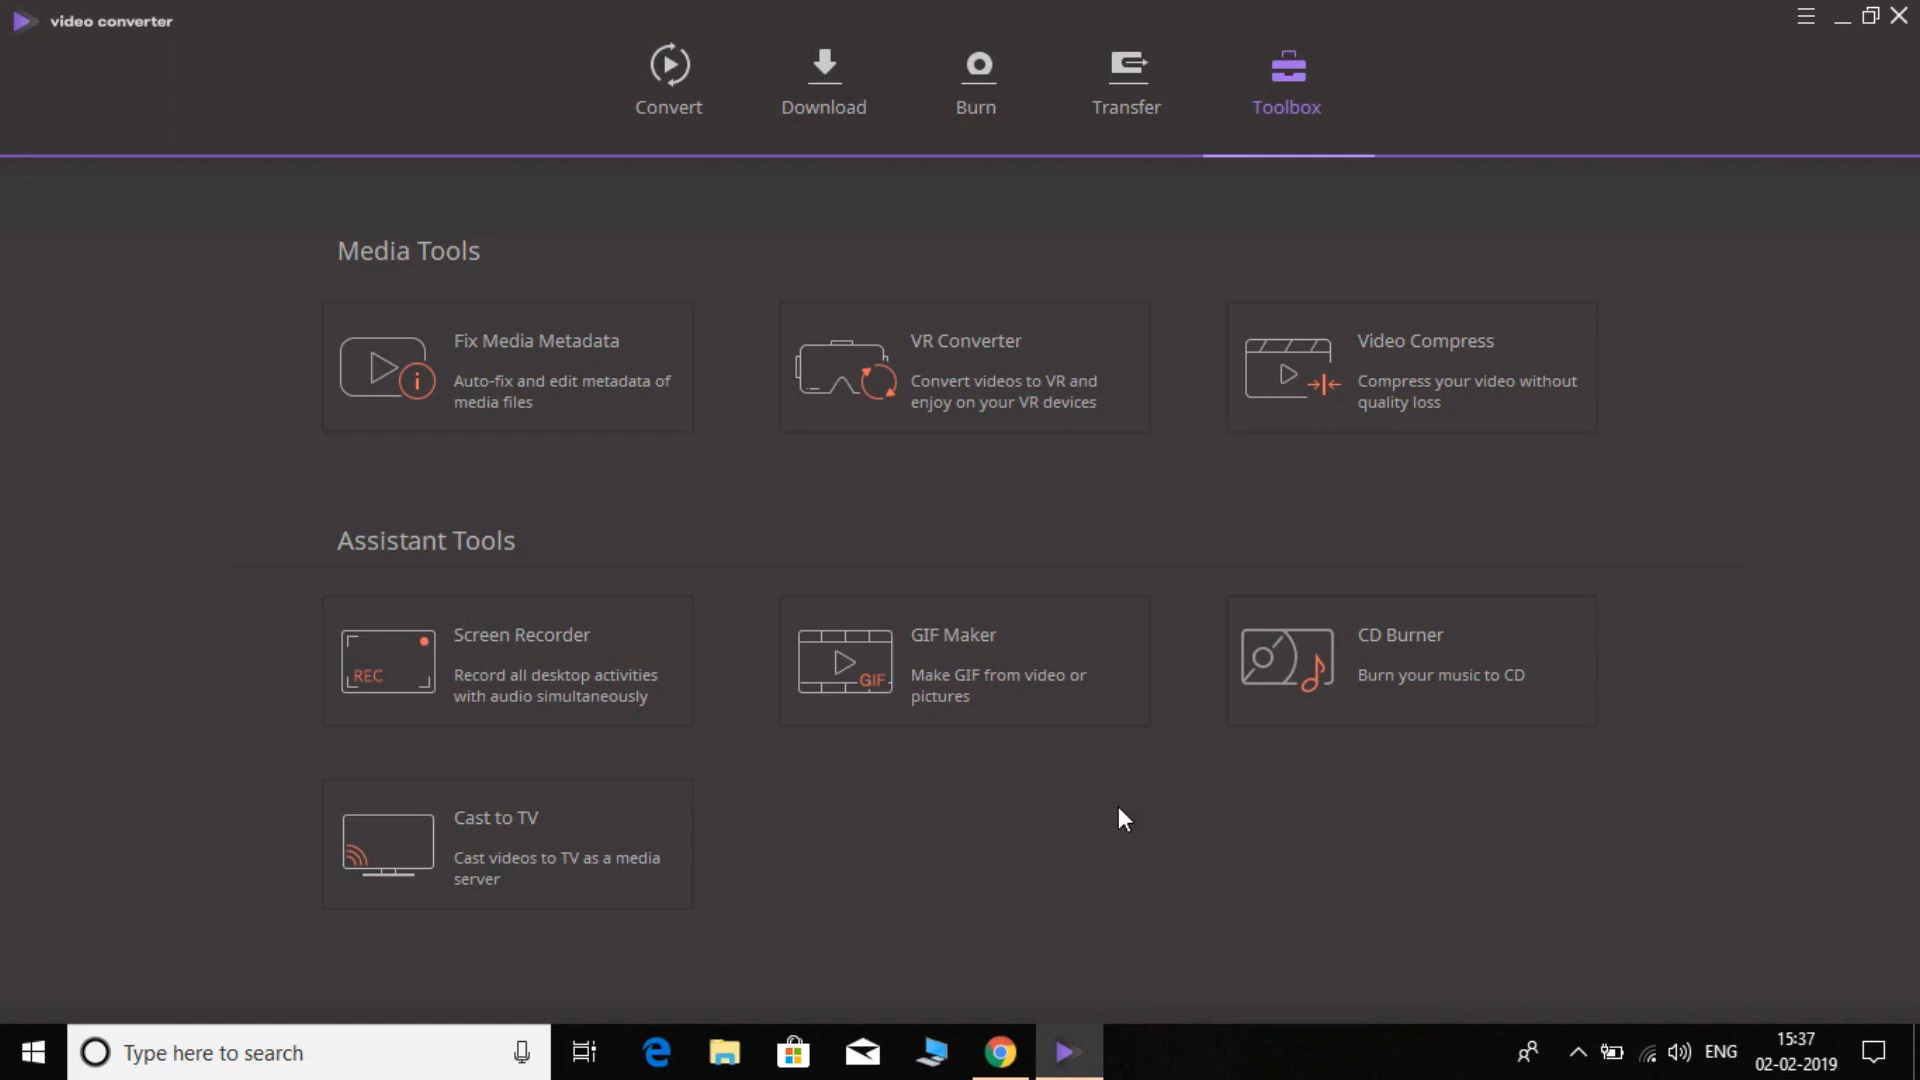 video converter
Convert
Download
Burn
Transfer
Toolbox
Media Tools
Fix Media Metadata
Auto-fix and edit metadata of
media files
VR Converter
Convert videos to VR and
enjoy on your VR devices
Video Compress
Compress your video without
quality loss
Assistant Tools
REC
Screen Recorder
Record all desktop activities
with audio simultaneously
GIF
GIF Maker
Make GIF from video or
pictures
CD Burner
Burn your music to CD
Cast to TV
Cast videos to TV as a media
server
Type here to search
ENG
15:37
02-02-2019